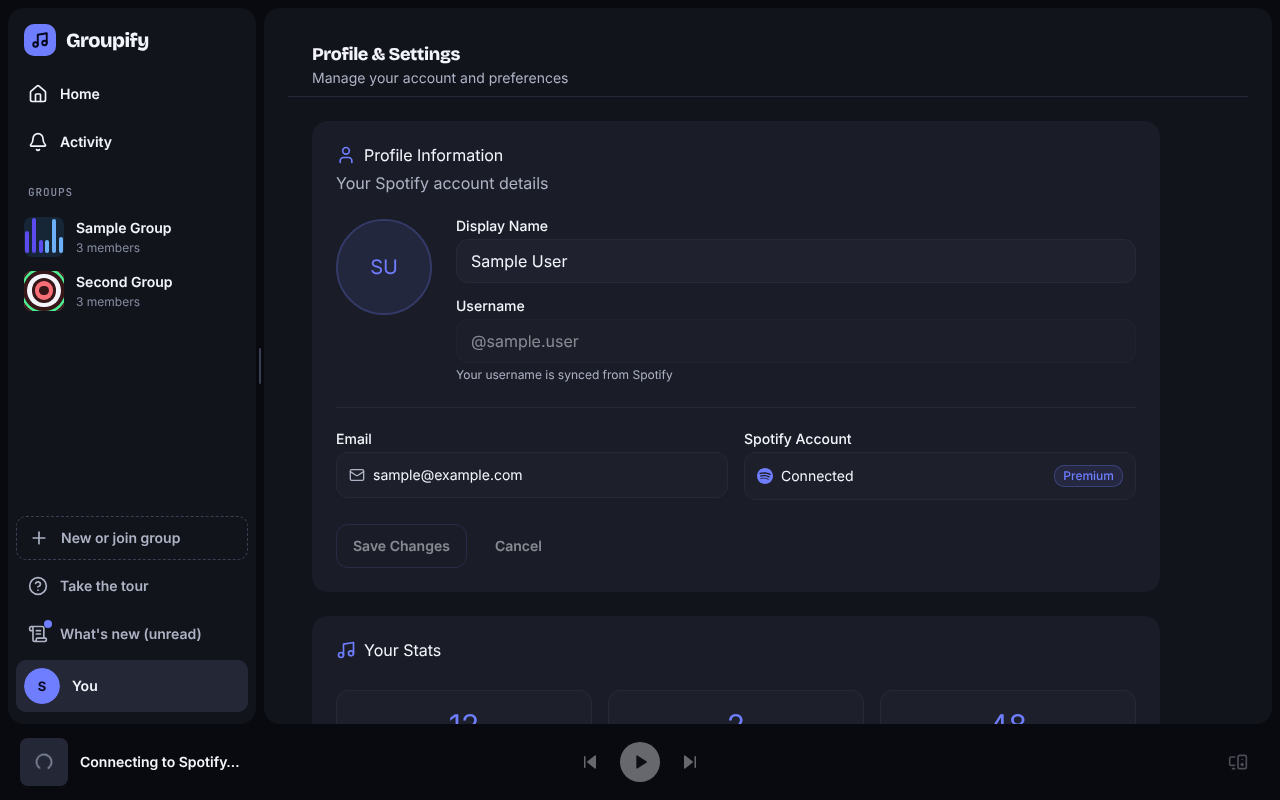 Groupify
Home
Activity
GROUPS
Sample Group
3 members
Second Group
3 members
New or join group
Take the tour
What's new (unread)
S
You
Profile & Settings
Manage your account and preferences
Profile Information
Your Spotify account details
SU
Display Name
Sample User
Username
@sample.user
Your username is synced from Spotify
Email
sample@example.com
Spotify Account
Connected
Premium
Save Changes
Cancel
Your Stats
12
48
Connecting to Spotify...